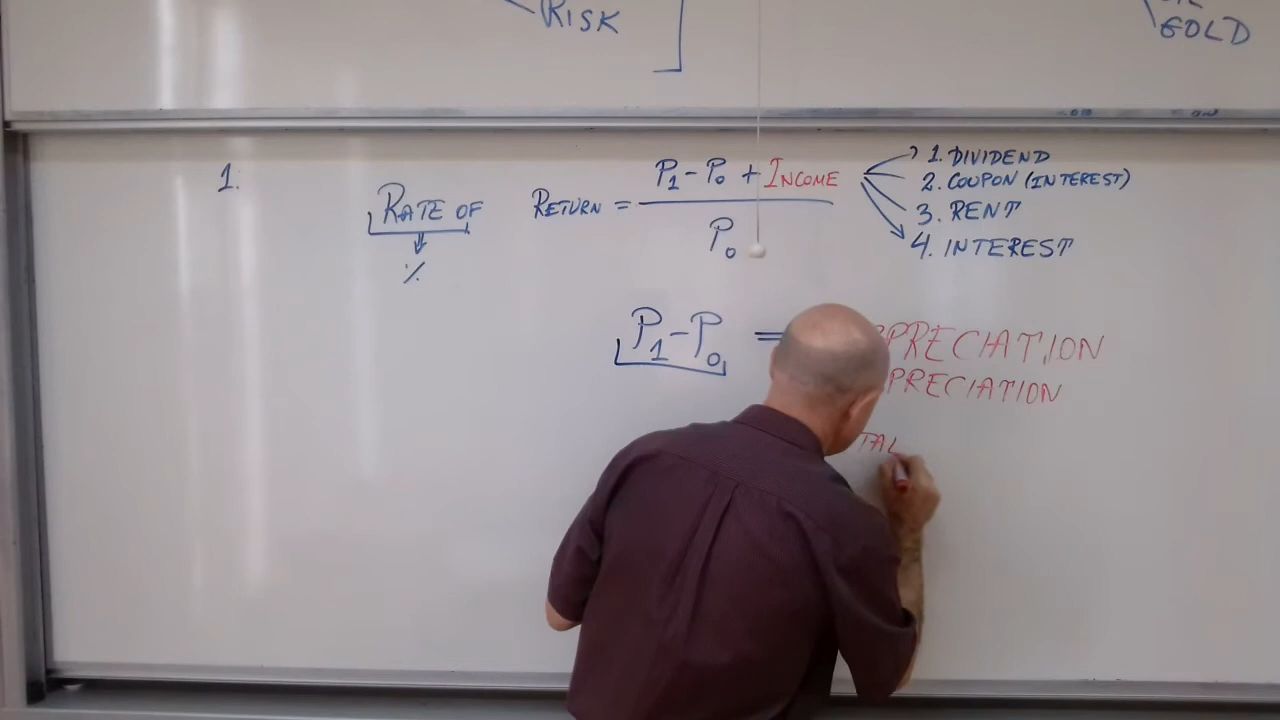 RISK
GOLD
1.
RATE OF RETURN = P₁ - P₀ + INCOME
P₀
%
1. DIVIDEND
2. COUPON (INTEREST)
3. RENT
4. INTEREST
P₁ - P₀ =
PRECIATION
PRECIATION
TAL